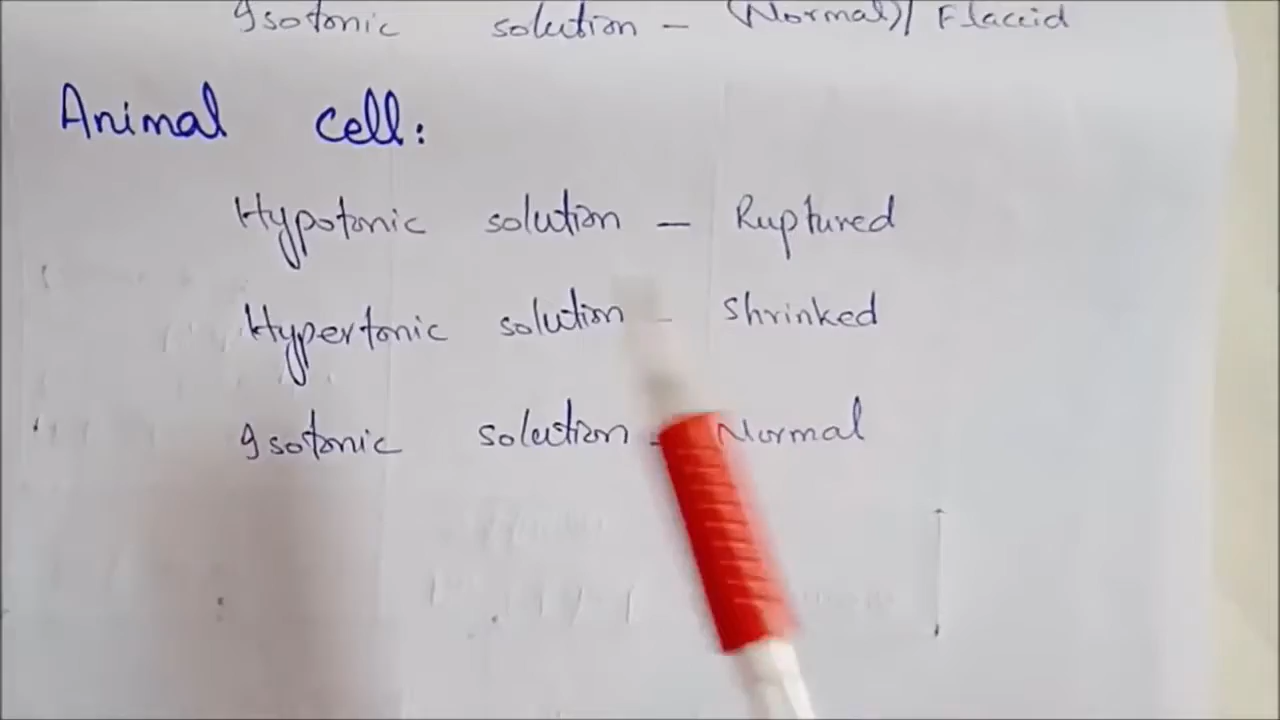 Isotonic solution - (Normal)/ Flaccid
Animal cell:
Hypotonic solution - Ruptured
Hypertonic solution - Shrinked
Isotonic solution - Normal